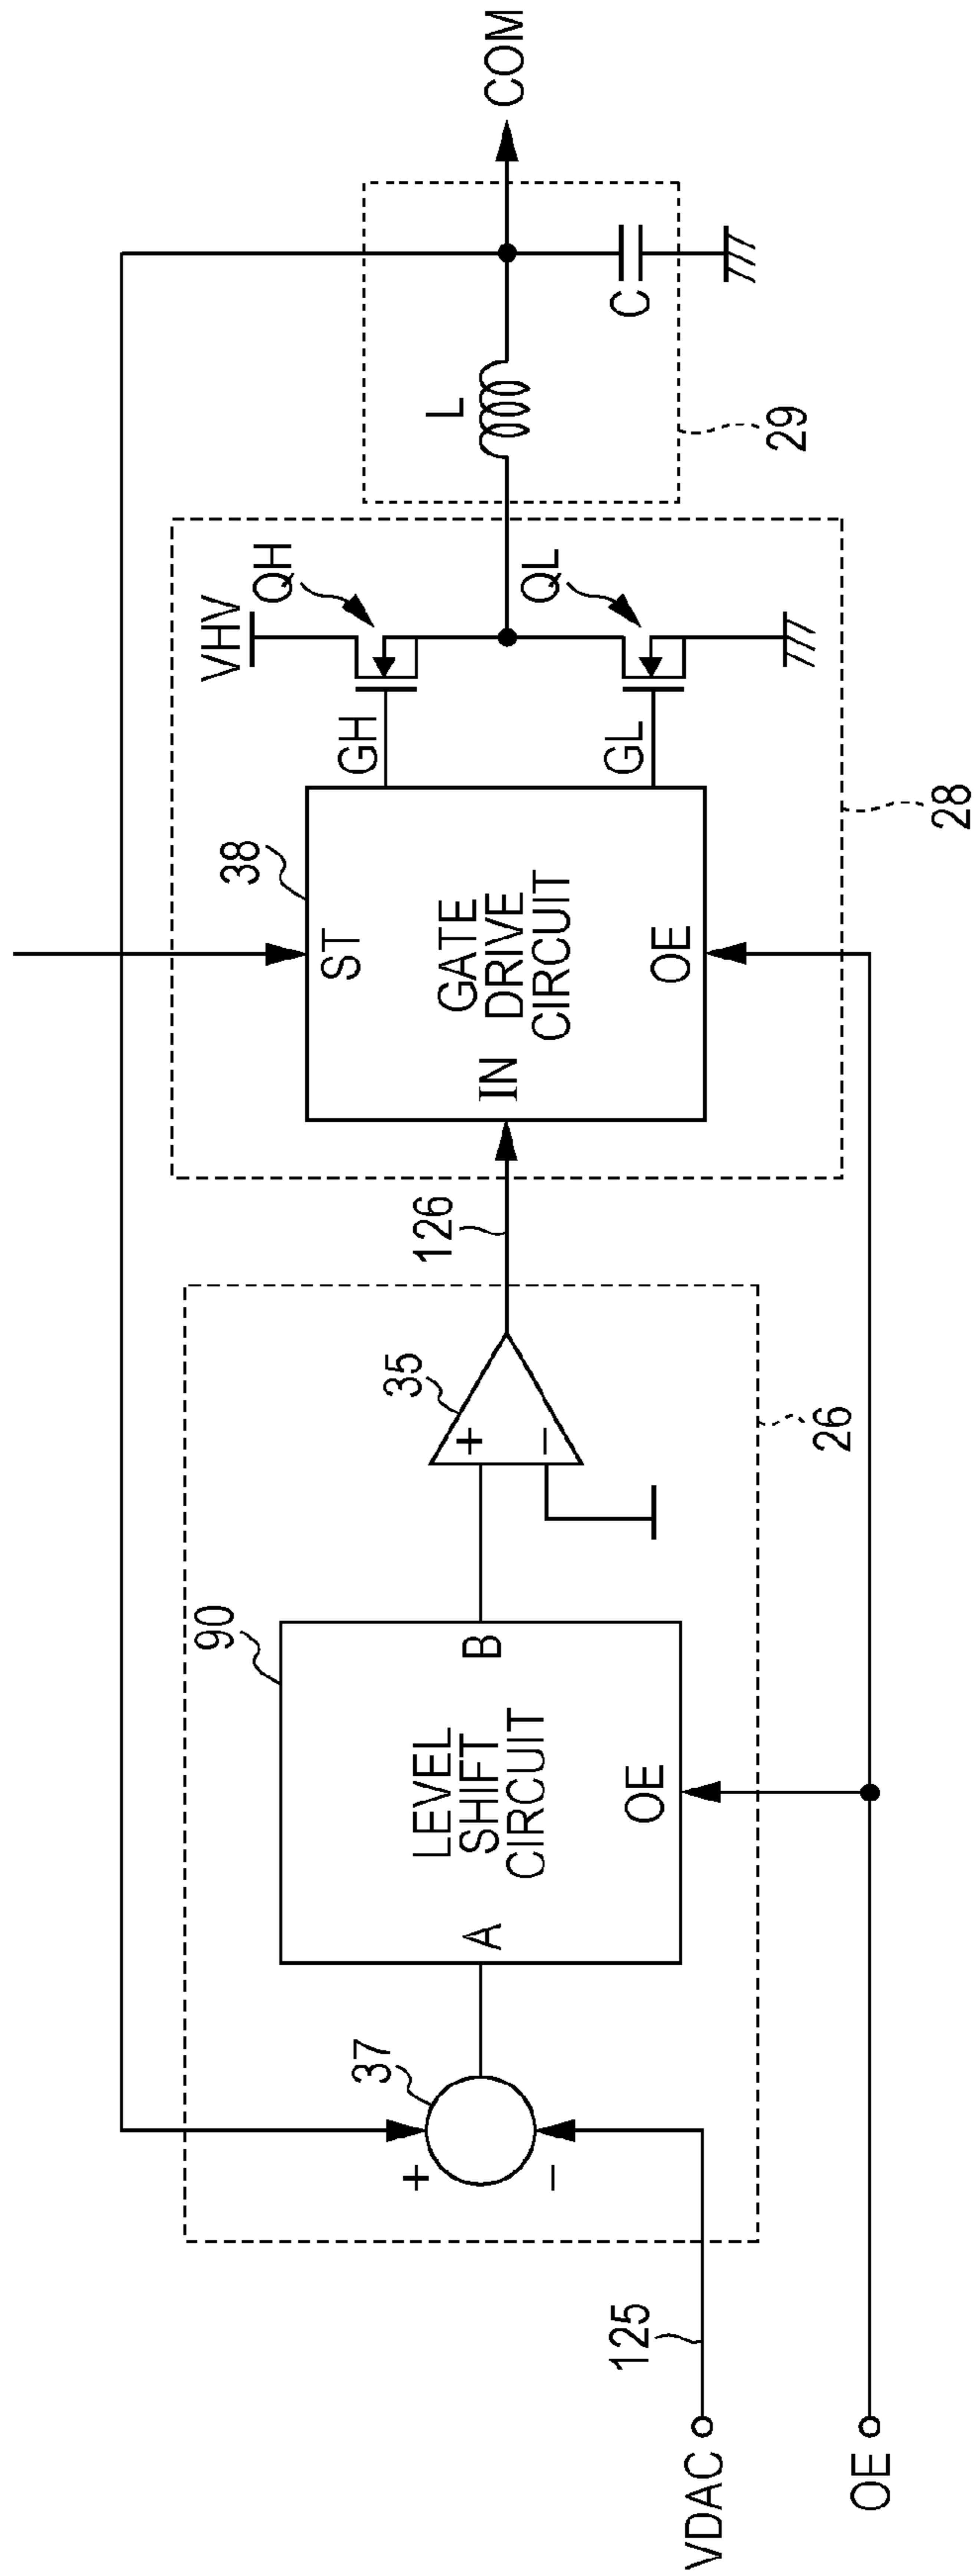 COM
VHV
QH
L
C
29
QL
GH
GL
28
38
ST
GATE
DRIVE
CIRCUIT
IN
OE
126
35
+
−
26
90
B
LEVEL
SHIFT
CIRCUIT
OE
A
37
+
−
125
VDAC
OE